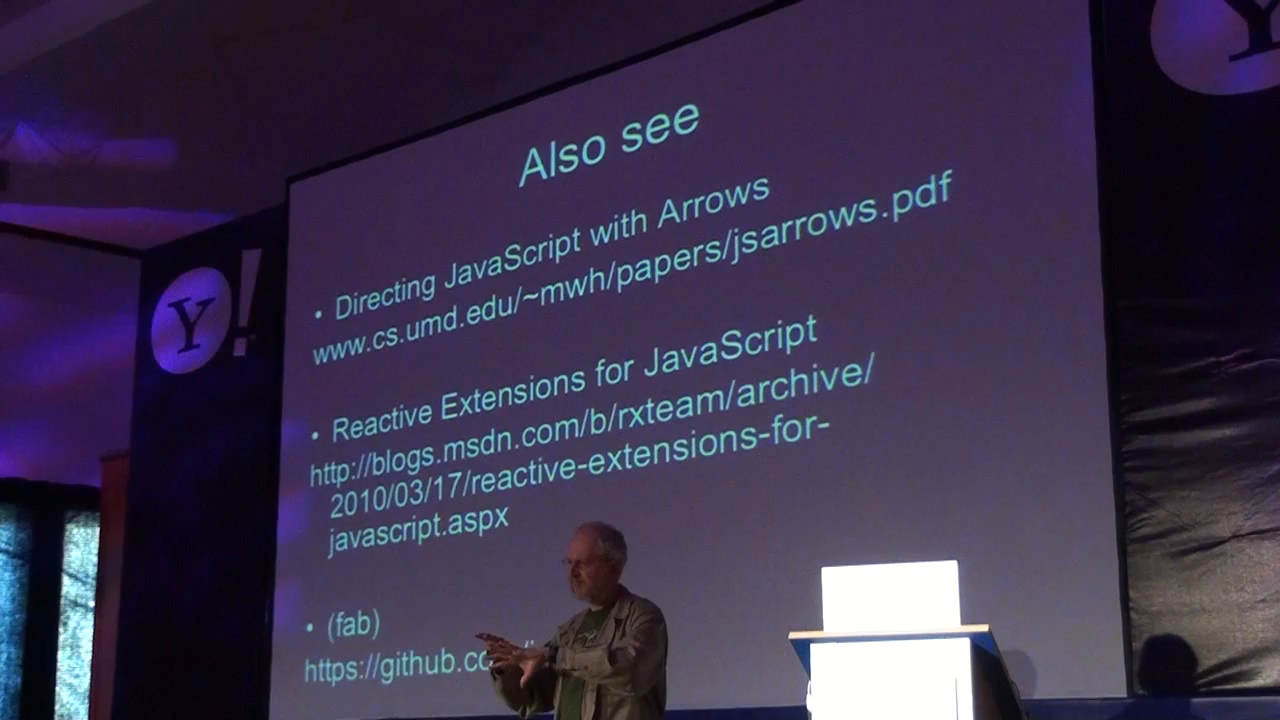 Also see
• Directing JavaScript with Arrows
www.cs.umd.edu/~mwh/papers/jsarrows.pdf
• Reactive Extensions for JavaScript
http://blogs.msdn.com/b/rxteam/archive/
2010/03/17/reactive-extensions-for-
javascript.aspx
• (fab)
https://github.co
Y!
Y